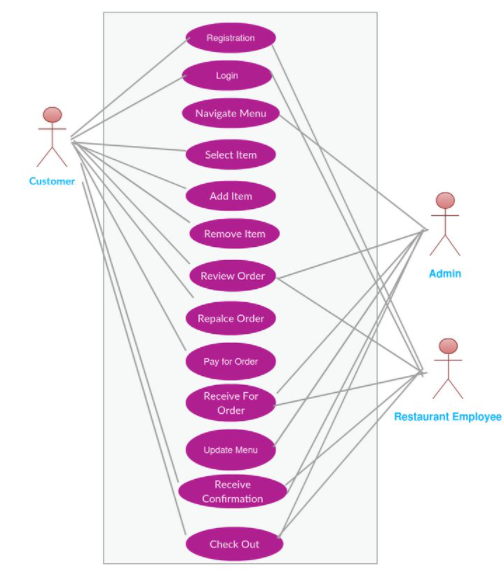 Registration
Login
Navigate Menu
Select Item
Customer
Add Item
Remove Item
Review Order
Admin
Repalce Order
Pay for Order
Receive For
Order
Restaurant Employee
Update Menu
Receive
Confirmation
Check Out